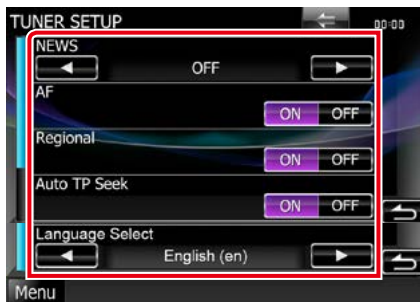 TUNER SETUP
00:00
NEWS
OFF
AF
ON OFF
Regional
ON OFF
Auto TP Seek
ON OFF
Language Select
English (en)
Menu